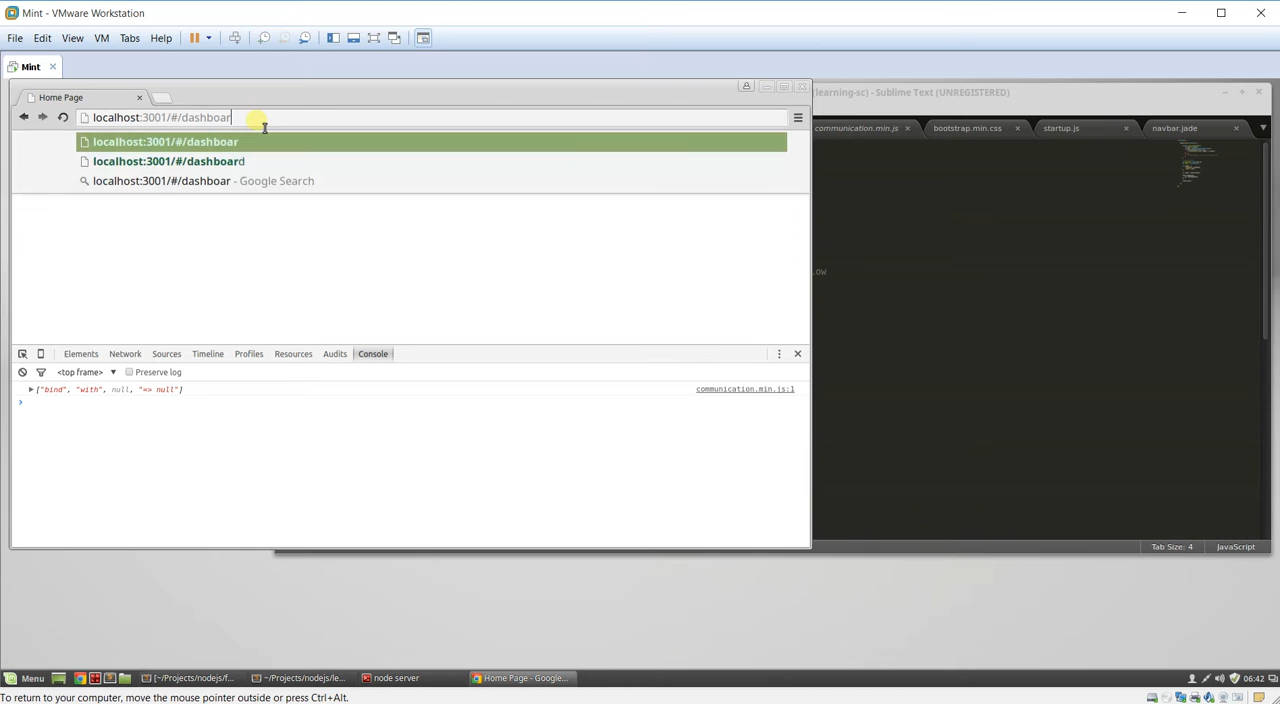 Mint - VMware Workstation
File Edit View VM Tabs Help
Mint
Home Page
(learning-sc) - Sublime Text (UNREGISTERED)
localhost:3001/#/dashboar
communication.min.js bootstrap.min.css startup.js navbar.jade
localhost:3001/#/dashboar
localhost:3001/#/dashboard
localhost:3001/#/dashboar - Google Search
Elements Network Sources Timeline Profiles Resources Audits Console
<top frame> Preserve log
["bind", "with", null, "=> null"] communication.min.js:1
Tab Size: 4 JavaScript
Menu [~/Projects/nodejs/f... ~/Projects/nodejs/le... node server Home Page - Google... 06:42
To return to your computer, move the mouse pointer outside or press Ctrl+Alt.